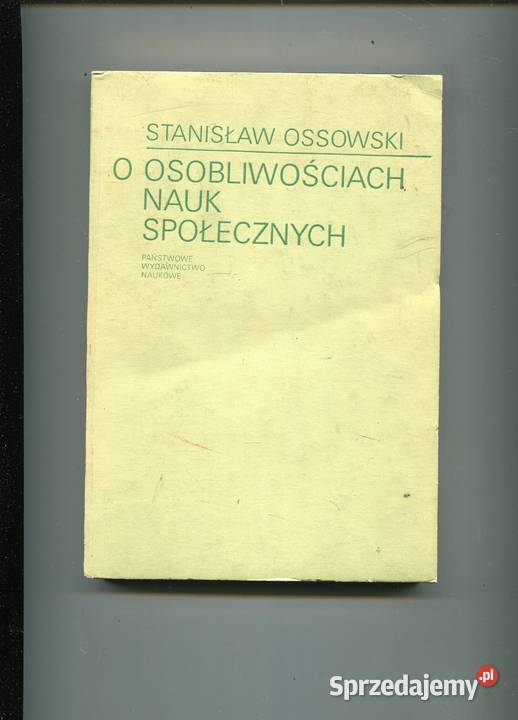 STANISŁAW OSSOWSKI
O OSOBLIWOŚCIACH
NAUK
SPOŁECZNYCH
PAŃSTWOWE
WYDAWNICTWO
NAUKOWE
Sprzedajemy.pl